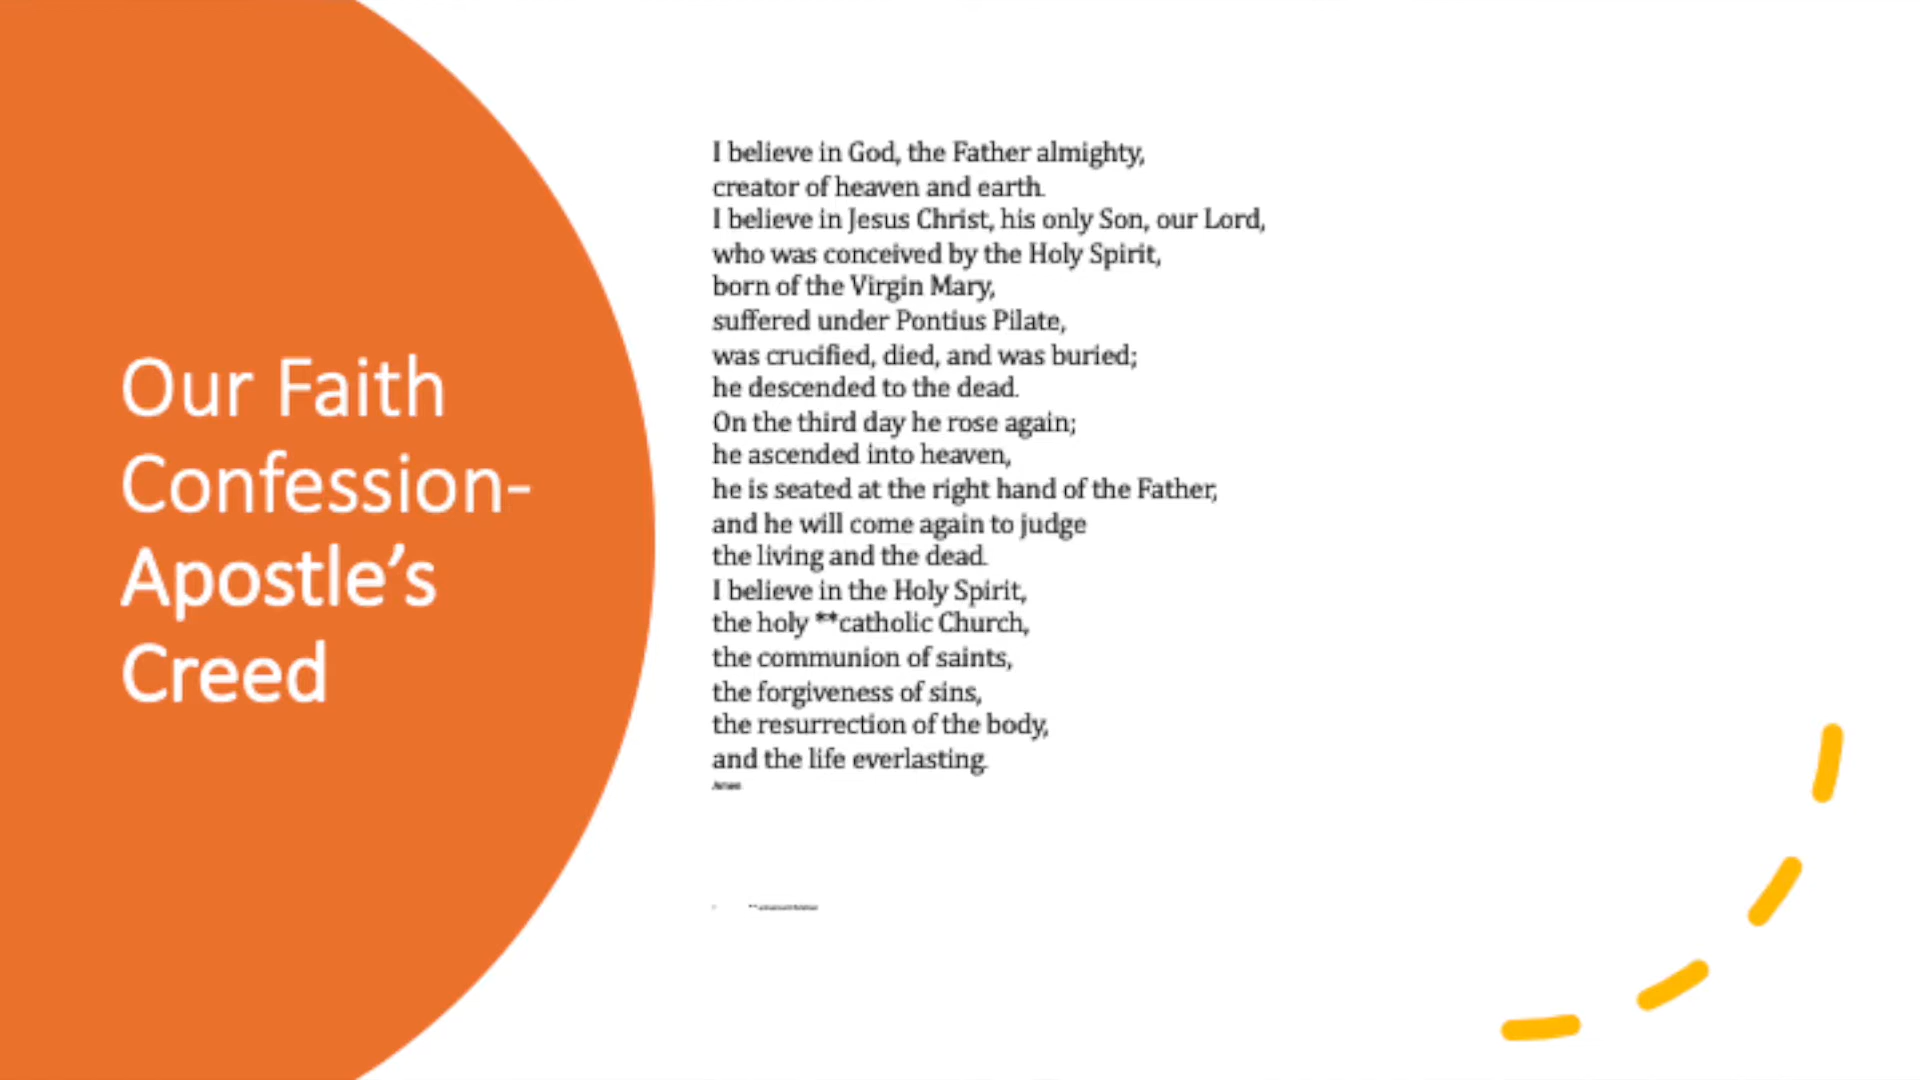 Our Faith
Confession-
Apostle’s
Creed
I believe in God, the Father almighty,
creator of heaven and earth.
I believe in Jesus Christ, his only Son, our Lord,
who was conceived by the Holy Spirit,
born of the Virgin Mary,
suffered under Pontius Pilate,
was crucified, died, and was buried;
he descended to the dead.
On the third day he rose again;
he ascended into heaven,
he is seated at the right hand of the Father,
and he will come again to judge
the living and the dead.
I believe in the Holy Spirit,
the holy **catholic Church,
the communion of saints,
the forgiveness of sins,
the resurrection of the body,
and the life everlasting.
Amen